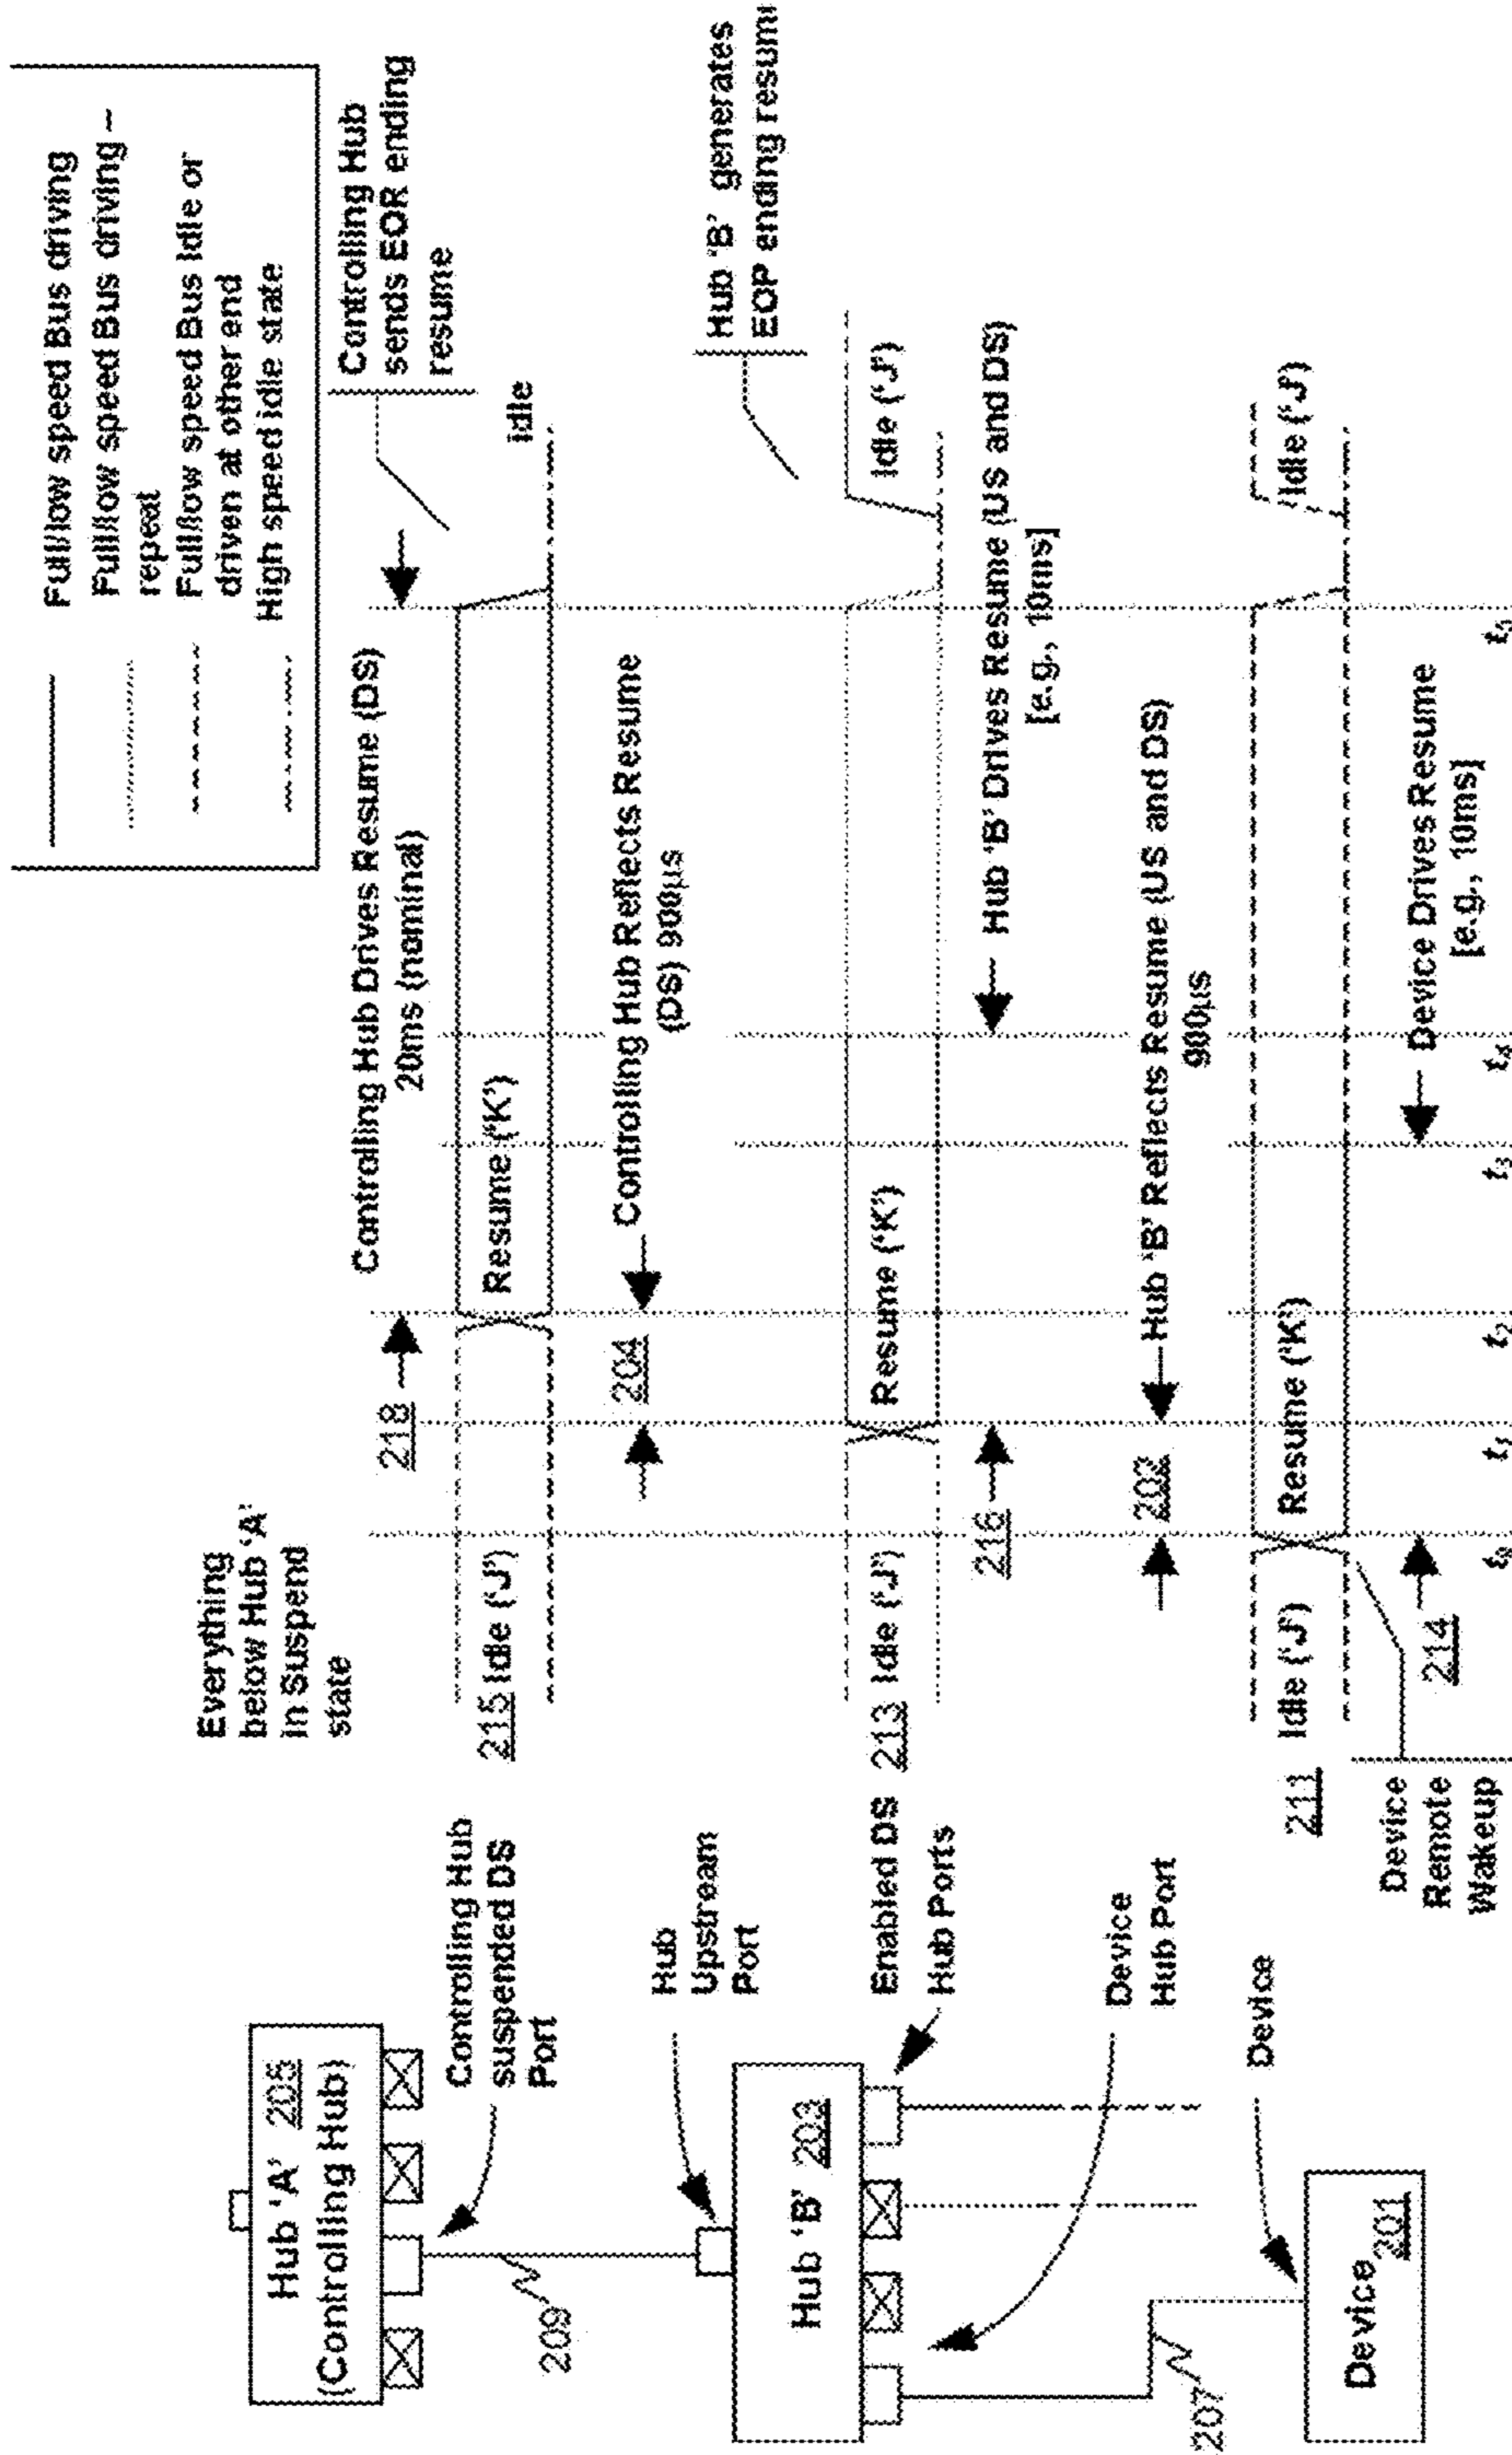 Full/low speed Bus driving
Full/low speed Bus driving –
repeat
Full/low speed Bus Idle or
driven at other end
High speed idle state
Everything
below Hub 'A'
in Suspend
state
Controlling Hub
sends EOR ending
resume
Controlling Hub Drives Resume (DS)
20ms (nominal)
218
Hub 'A' 205
(Controlling Hub)
Controlling Hub
suspended DS
Port
215 Idle ('J')
Resume ('K')
Idle
209
204
Controlling Hub Reflects Resume
(DS) 900µs
Hub
Upstream
Port
Hub 'B' generates
EOP ending resum
Hub 'B' 203
Enabled DS
Hub Ports
213 Idle ('J')
Resume ('K')
Idle ('J')
216
Hub 'B' Drives Resume (US and DS)
[e.g., 10ms]
Device
Hub Port
202
Hub 'B' Reflects Resume (US and DS)
900µs
207
Device
211 Idle ('J')
Resume ('K')
Idle ('J')
Device 201
Device
Remote
Wakeup
214
Device Drives Resume
[e.g., 10ms]
t0
t1
t2
t3
t4
t5